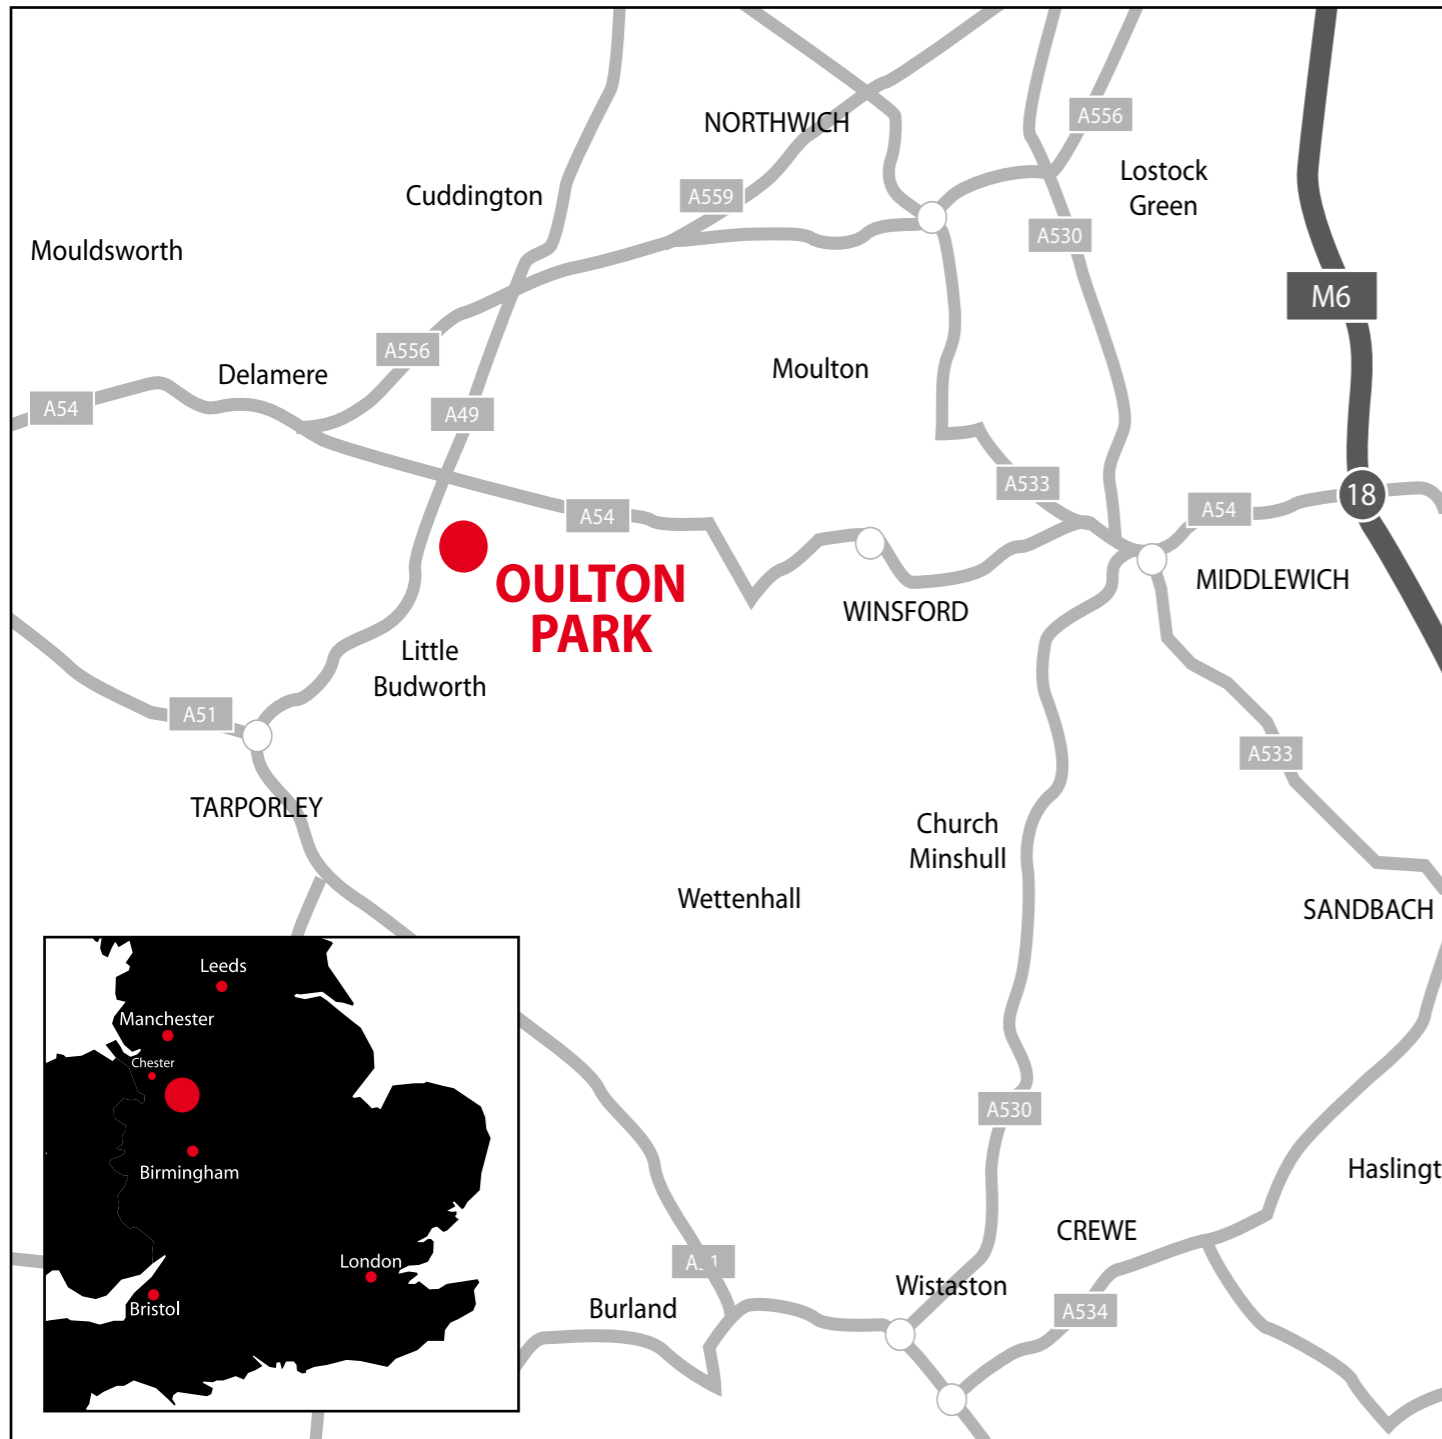 NORTHWICH
A556
Cuddington
A559
Lostock
Green
Mouldsworth
A530
M6
A556
Delamere
Moulton
A54
A49
A533
18
A54
A54
OULTON
PARK
MIDDLEWICH
WINSFORD
Little
Budworth
A51
A533
TARPORLEY
Church
Minshull
Wettenhall
SANDBACH
Leeds
Manchester
Chester
Birmingham
London
Bristol
A530
Haslingt
CREWE
Wistaston
Burland
A534